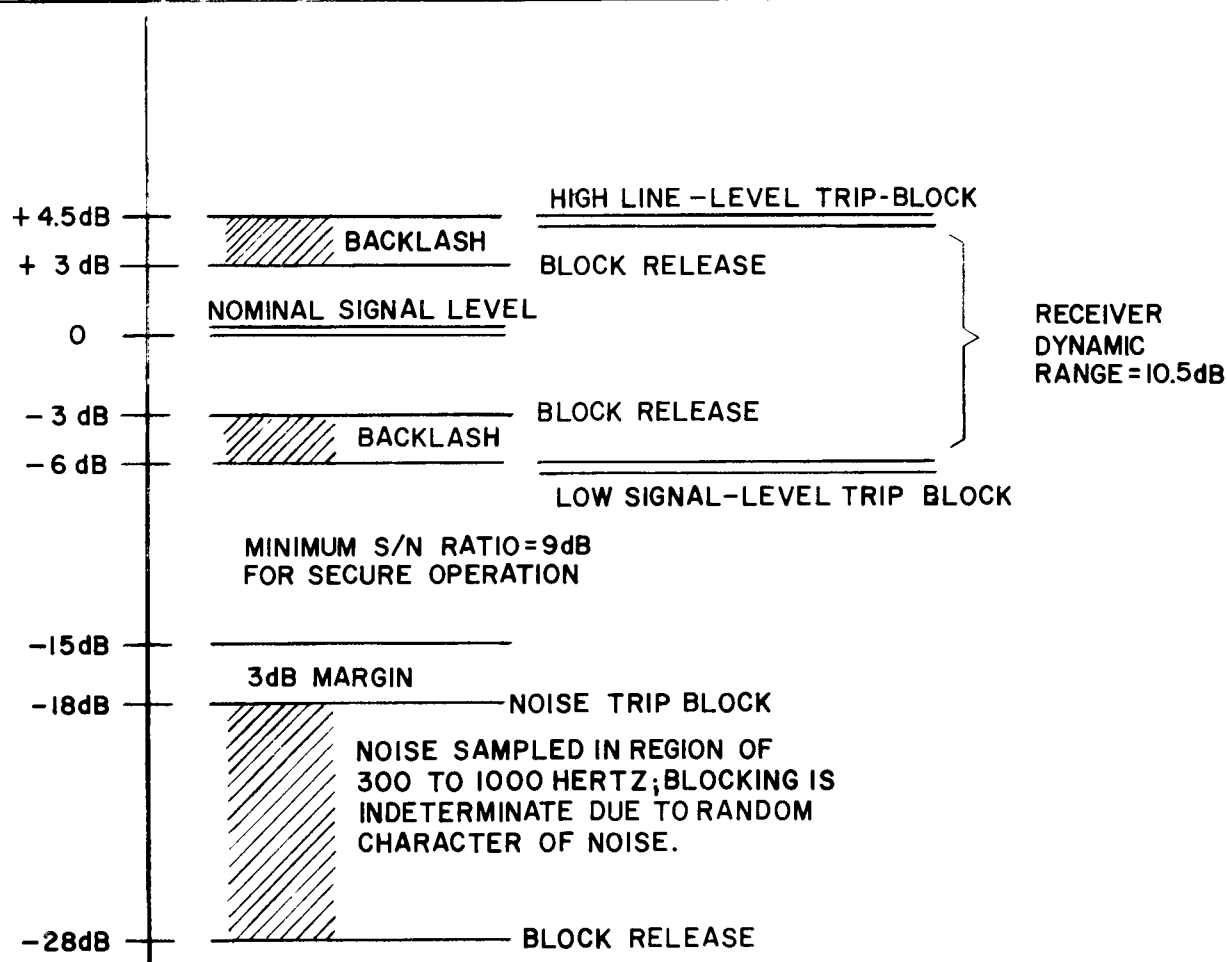 HIGH LINE-LEVEL TRIP-BLOCK
+ 4.5dB
BACKLASH
+ 3 dB
BLOCK RELEASE
NOMINAL SIGNAL LEVEL
0
RECEIVER
DYNAMIC
RANGE=10.5dB
- 3 dB
BLOCK RELEASE
BACKLASH
-6 dB
LOW SIGNAL-LEVEL TRIP BLOCK
MINIMUM S/N RATIO=9dB
FOR SECURE OPERATION
-15dB
3dB MARGIN
-18dB
NOISE TRIP BLOCK
NOISE SAMPLED IN REGION OF
300 TO 1000 HERTZ;BLOCKING IS
INDETERMINATE DUE TO RANDOM
CHARACTER OF NOISE.
-28dB
BLOCK RELEASE